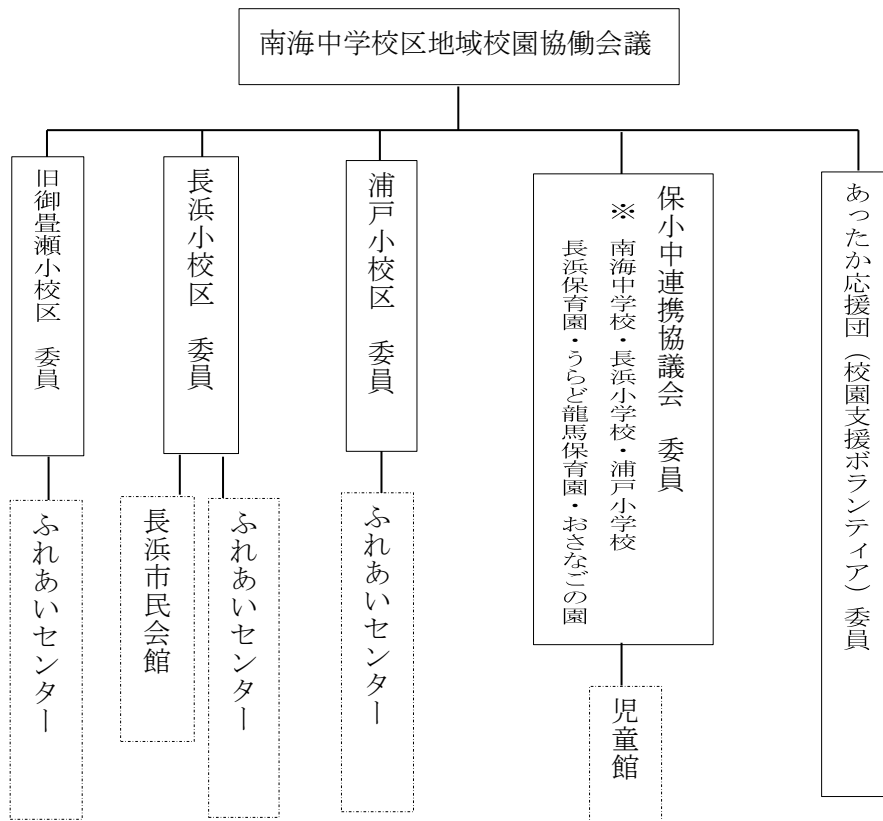 南海中学校区地域校園協働会議
旧御畳瀬小校区　委員
長浜小校区　委員
浦戸小校区　委員
保小中連携協議会　委員
※　南海中学校・長浜小学校・浦戸小学校
長浜保育園・うらど龍馬保育園・おさなごの園
あったか応援団（校園支援ボランティア）委員
ふれあいセンター
長浜市民会館
ふれあいセンター
ふれあいセンター
児童館